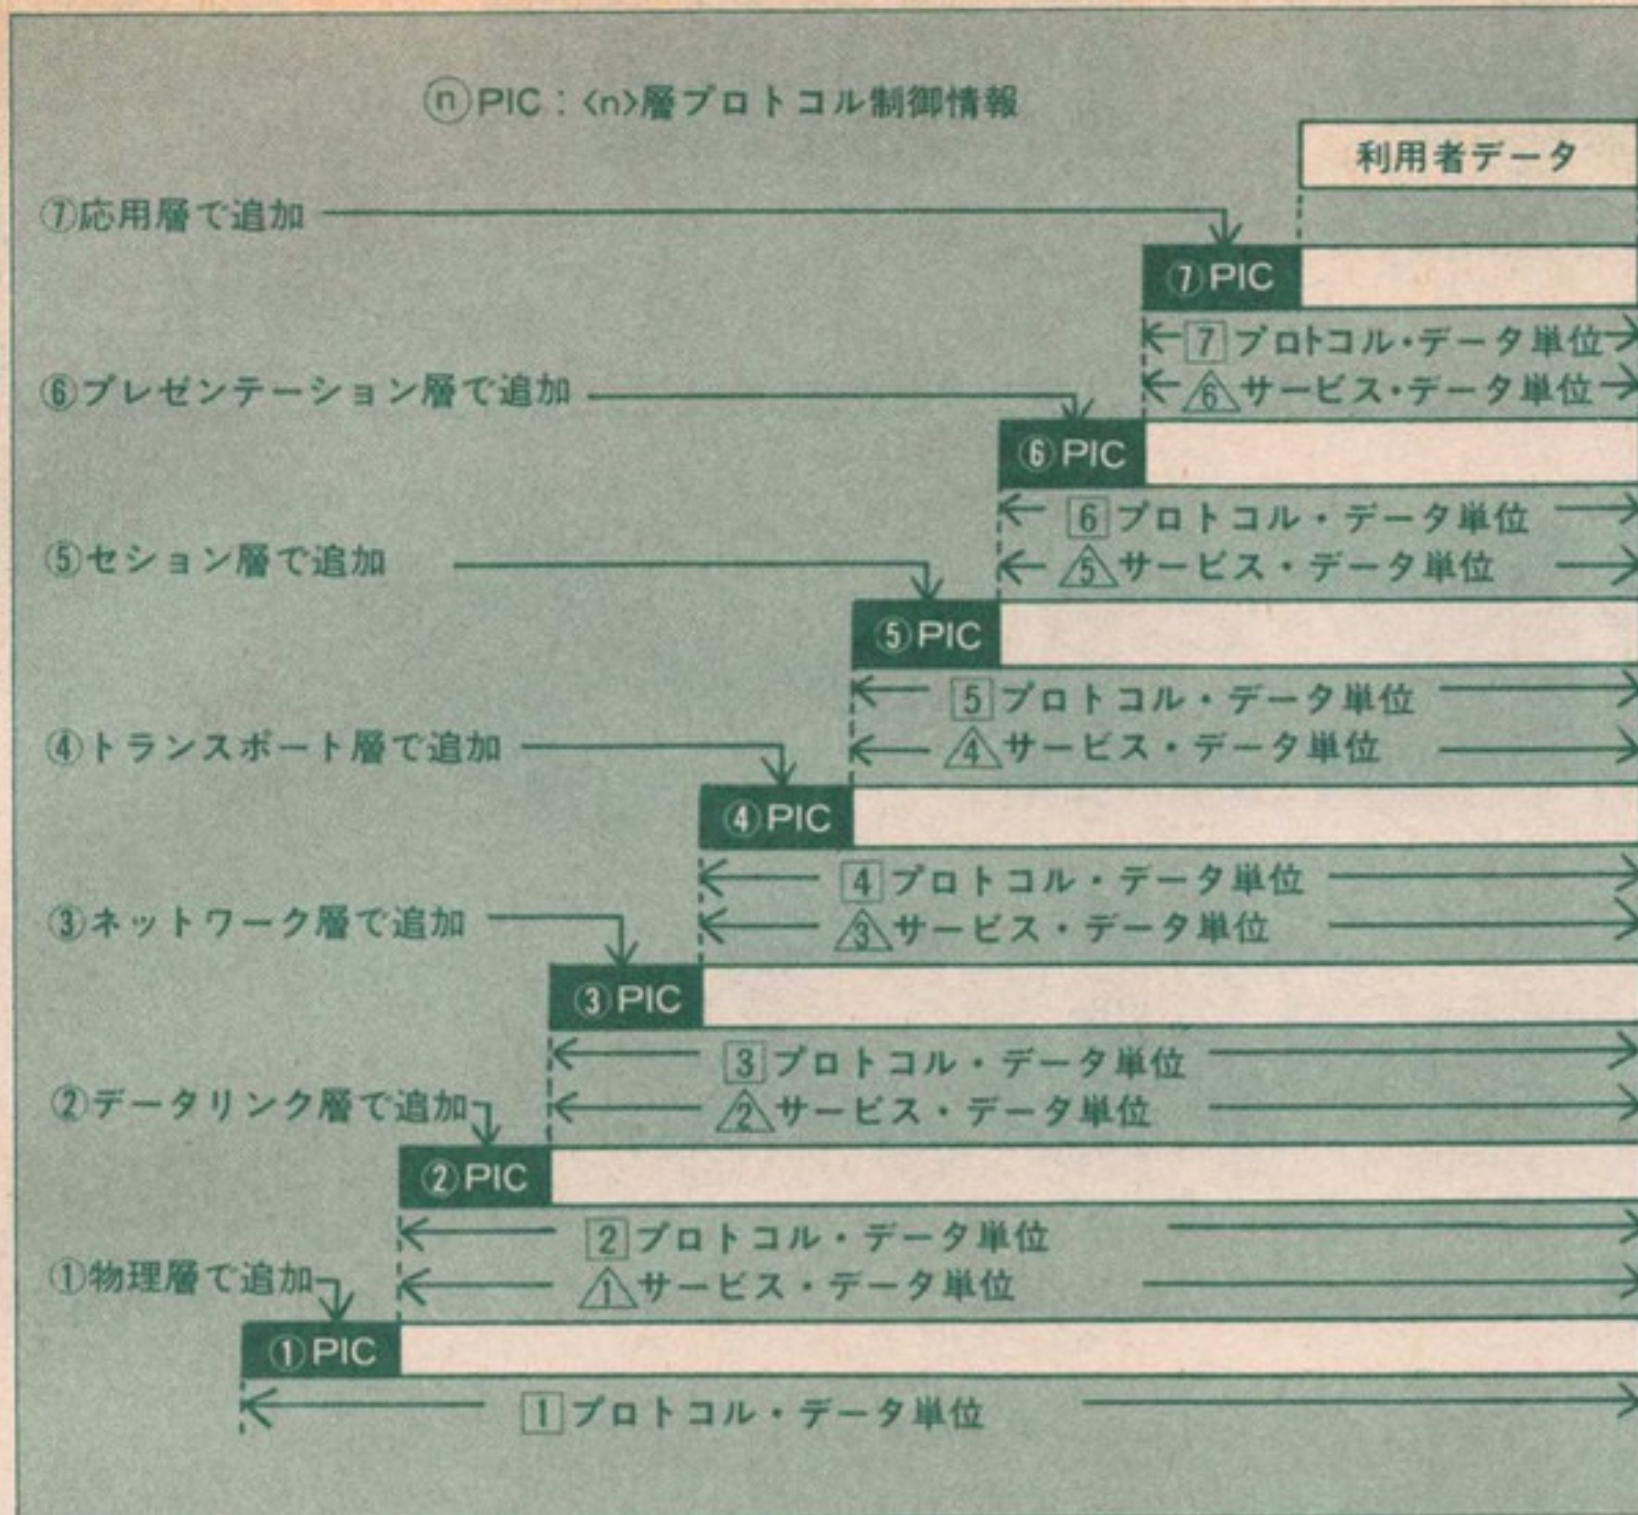 ⓝPIC：<n>層プロトコル制御情報
利用者データ
⑦応用層で追加
⑦PIC
7プロトコル・データ単位
6サービス・データ単位
⑥プレゼンテーション層で追加
⑥PIC
6プロトコル・データ単位
5サービス・データ単位
⑤セション層で追加
⑤PIC
5プロトコル・データ単位
4サービス・データ単位
④トランスポート層で追加
④PIC
4プロトコル・データ単位
3サービス・データ単位
③ネットワーク層で追加
③PIC
3プロトコル・データ単位
2サービス・データ単位
②データリンク層で追加
②PIC
2プロトコル・データ単位
1サービス・データ単位
①物理層で追加
①PIC
1プロトコル・データ単位